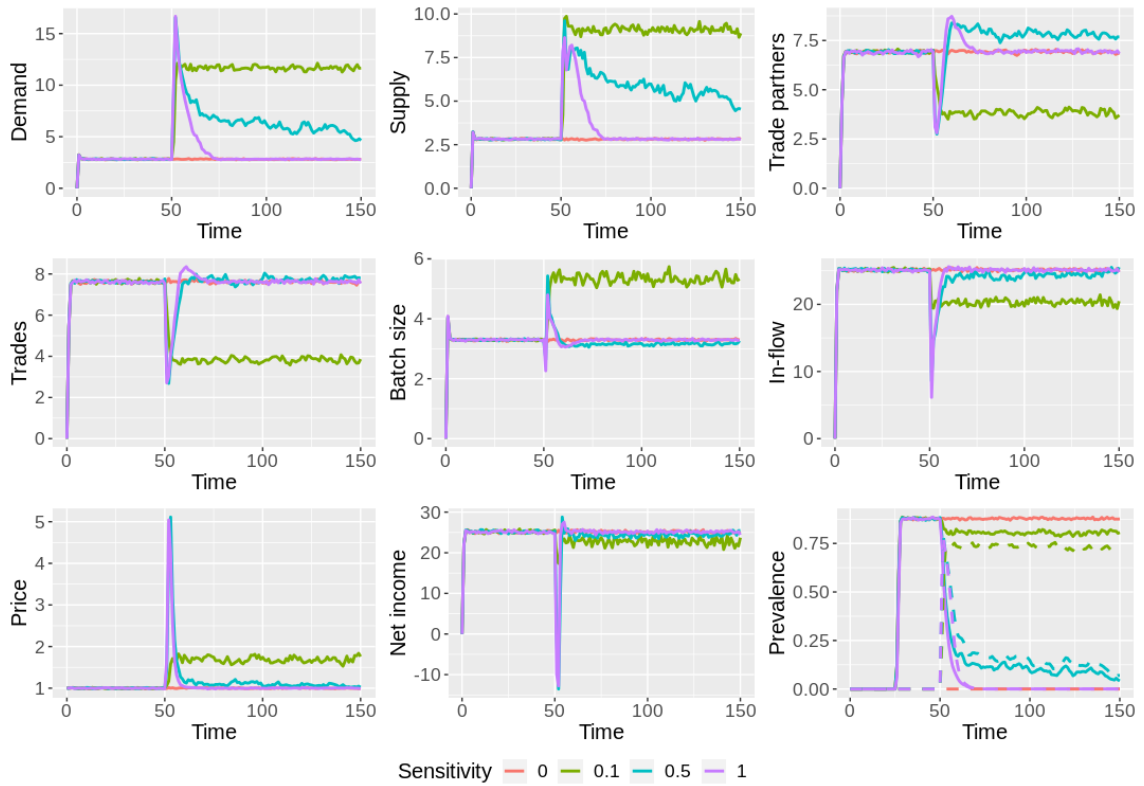 Demand
15
10
5
0
0 50 100 150
Time
Supply
10.0
7.5
5.0
2.5
0.0
0 50 100 150
Time
Trade partners
7.5
5.0
2.5
0.0
0 50 100 150
Time
Trades
8
6
4
2
0
0 50 100 150
Time
Batch size
6
4
2
0
0 50 100 150
Time
In-flow
20
10
0
0 50 100 150
Time
Price
5
4
3
2
1
0 50 100 150
Time
Net income
30
20
10
0
-10
0 50 100 150
Time
Prevalence
0.75
0.50
0.25
0.00
0 50 100 150
Time
Sensitivity 0 0.1 0.5 1